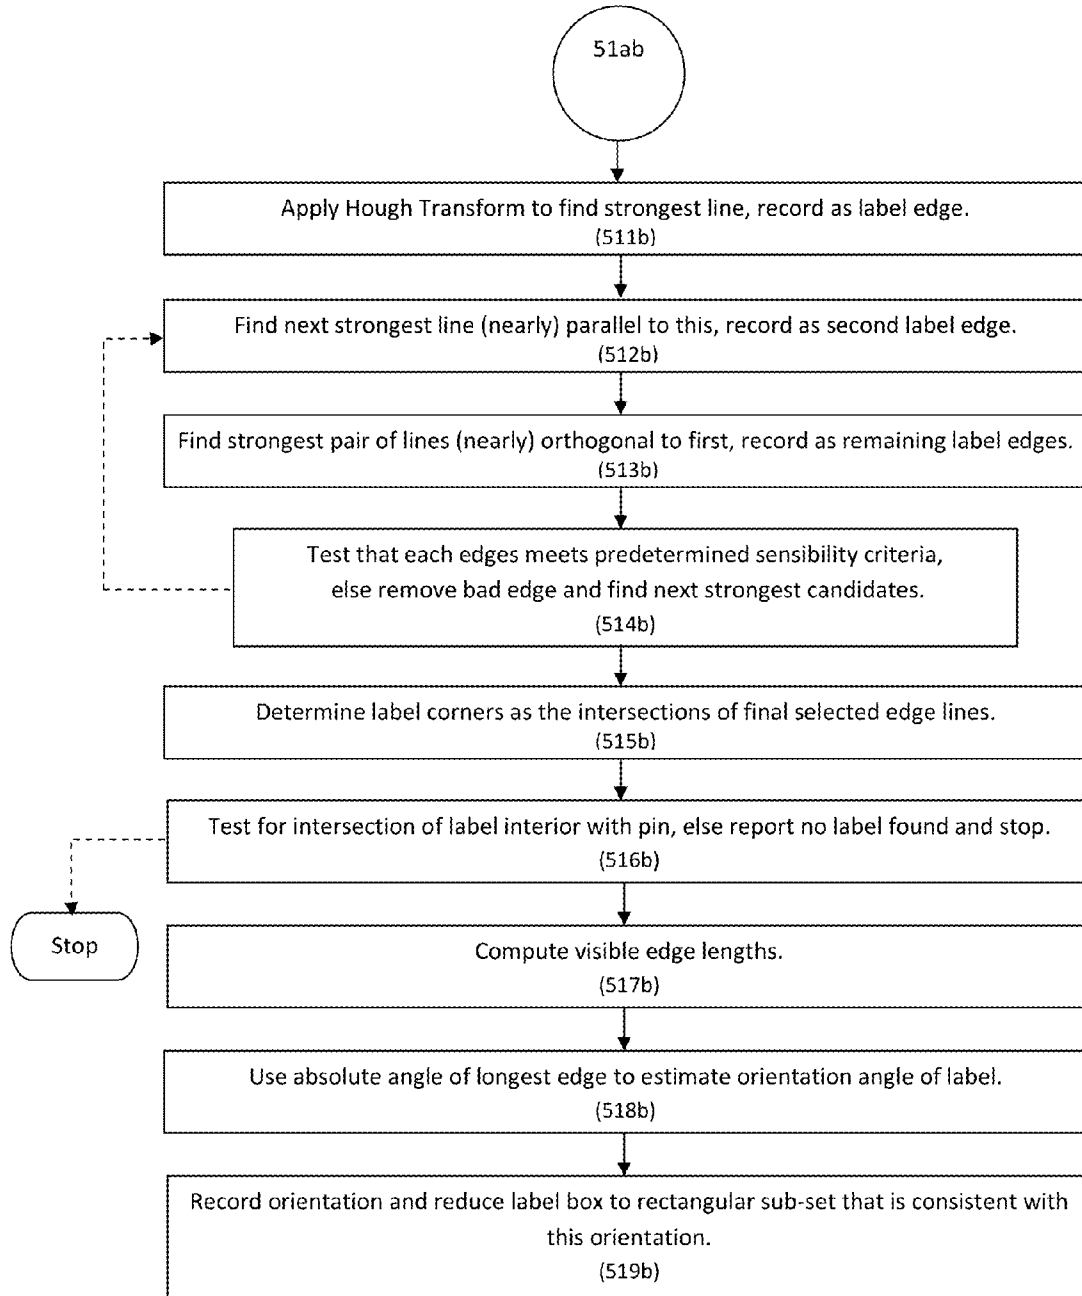 51ab
Apply Hough Transform to find strongest line, record as label edge.
(511b)
Find next strongest line (nearly) parallel to this, record as second label edge.
(512b)
Find strongest pair of lines (nearly) orthogonal to first, record as remaining label edges.
(513b)
Test that each edges meets predetermined sensibility criteria,
else remove bad edge and find next strongest candidates.
(514b)
Determine label corners as the intersections of final selected edge lines.
(515b)
Test for intersection of label interior with pin, else report no label found and stop.
(516b)
Stop
Compute visible edge lengths.
(517b)
Use absolute angle of longest edge to estimate orientation angle of label.
(518b)
Record orientation and reduce label box to rectangular sub-set that is consistent with
this orientation.
(519b)